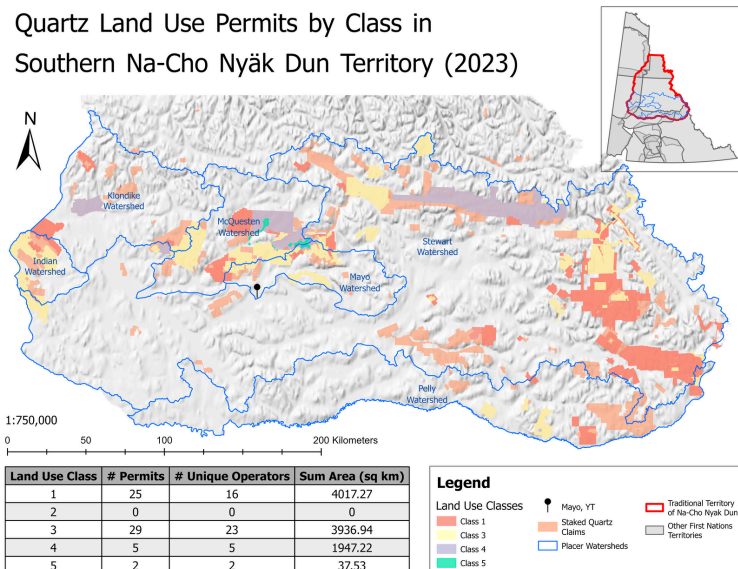 Quartz Land Use Permits by Class in
Southern Na-Cho Nyäk Dun Territory (2023)
N
Klondike
Watershed
McQuesten
Watershed
Stewart
Watershed
Indian
Watershed
Mayo
Watershed
Pelly
Watershed
1:750,000
0 50 100 200 Kilometers
Land Use Class # Permits # Unique Operators Sum Area (sq km)
1 25 16 4017.27
2 0 0 0
3 29 23 3936.94
4 5 5 1947.22
5 2 2 37.53
Legend
Land Use Classes
Class 1
Class 3
Class 4
Class 5
Mayo, YT
Staked Quartz
Claims
Placer Watersheds
Traditional Territory
of Na-Cho Nyak Dun
Other First Nations
Territories